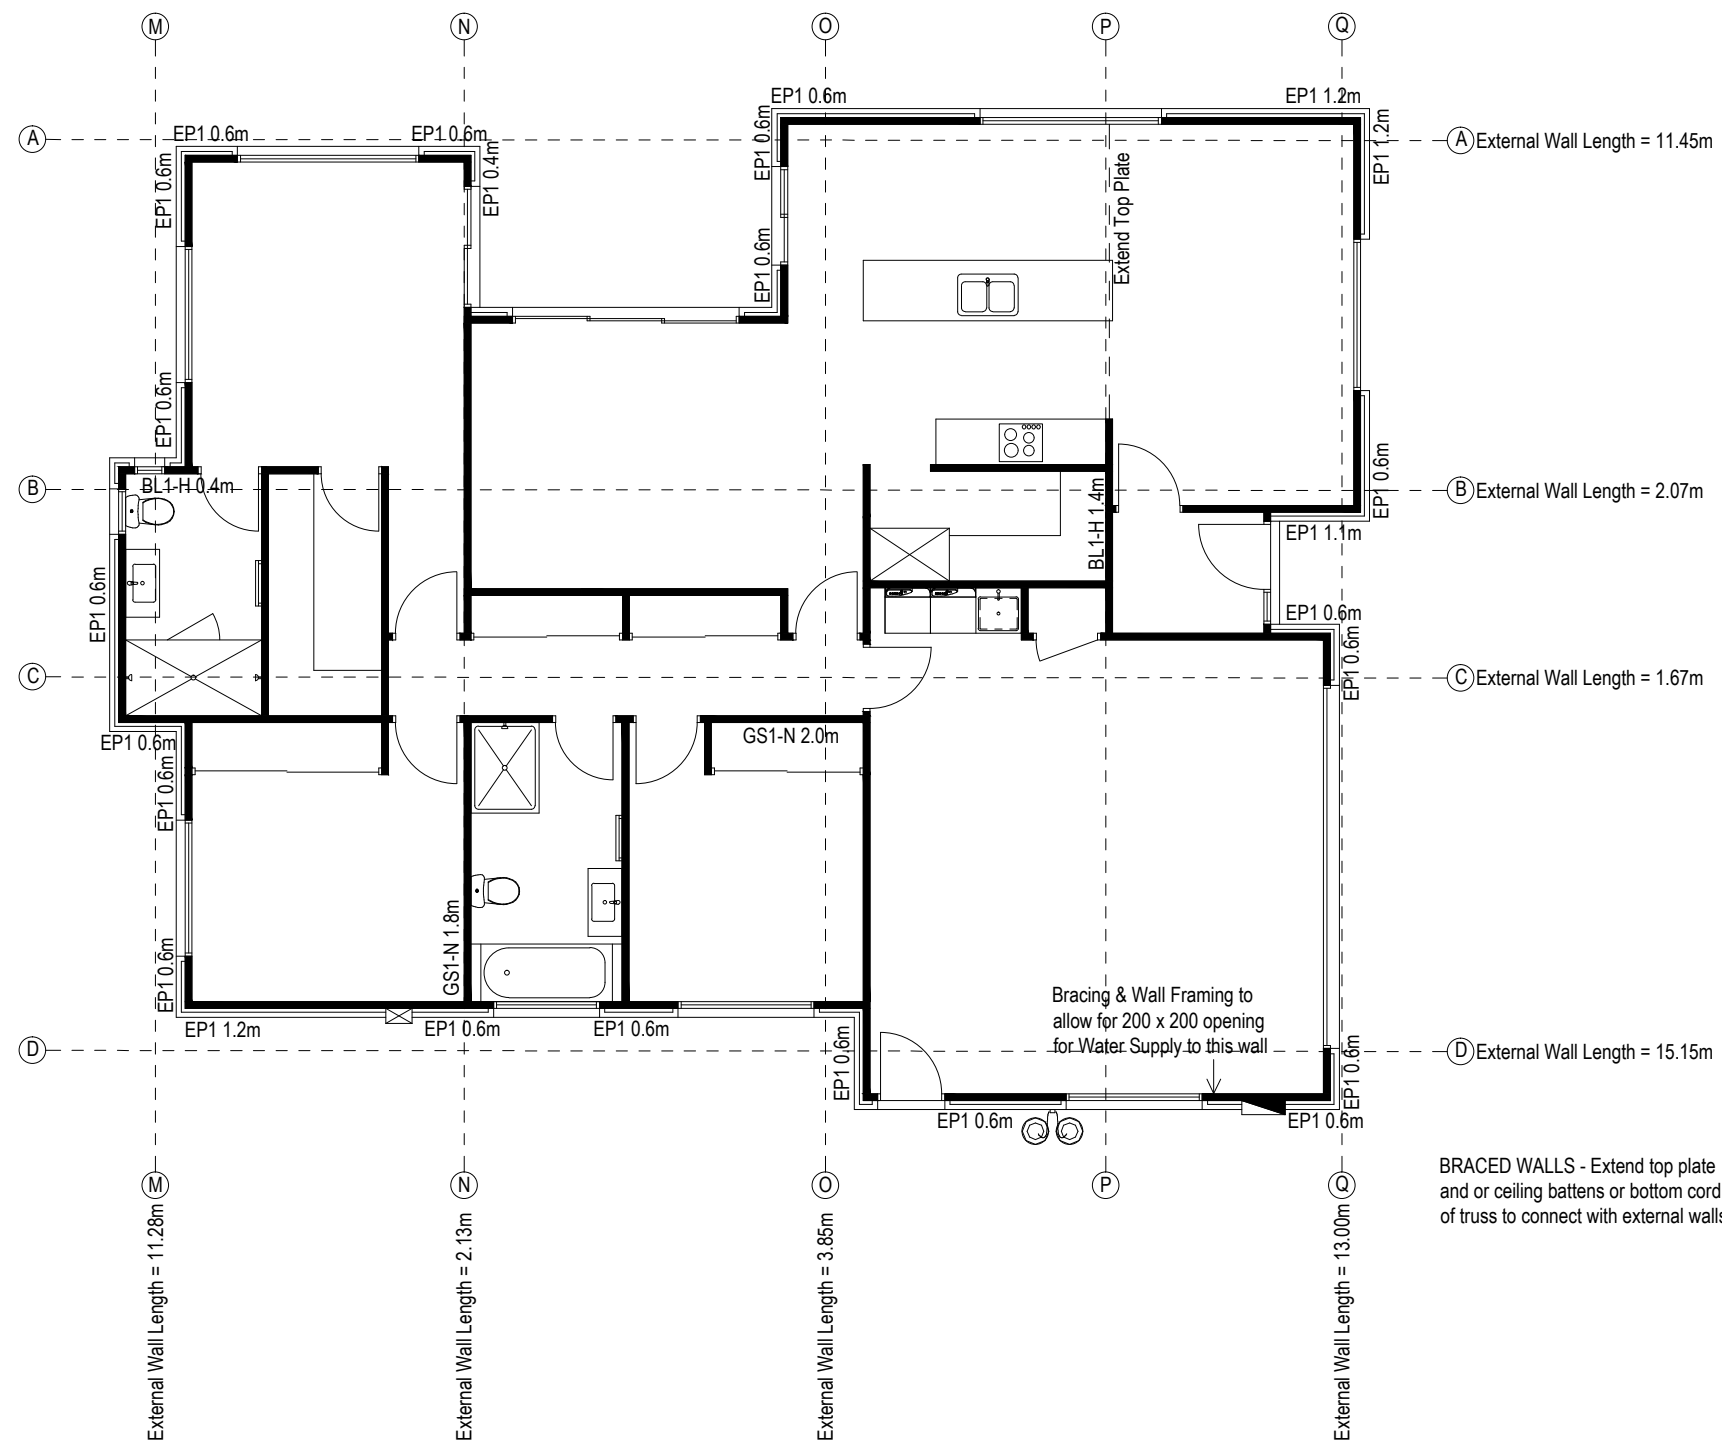 M
N
O
P
Q
EP1 0.6m
EP1 1.2m
A
EP1 0.6m
EP1 0.6m
EP1 0.6m
EP1 1.2m
A
External Wall Length = 11.45m
EP1 0.6m
EP1 0.4m
Extend Top Plate
EP1 0.6m
EP1 0.6m
EP1 0.6m
B
BL1-H 0.4m
BL1-H 1.4m
B
External Wall Length = 2.07m
EP1 1.1m
EP1 0.6m
EP1 0.6m
EP1 0.6m
C
C
External Wall Length = 1.67m
EP1 0.6m
GS1-N 2.0m
EP1 0.6m
GS1-N 1.8m
EP1 0.6m
Bracing & Wall Framing to
allow for 200 x 200 opening
for Water Supply to this wall
EP1 1.2m
EP1 0.6m
EP1 0.6m
EP1 0.6m
EP1 0.6m
D
D
External Wall Length = 15.15m
EP1 0.6m
EP1 0.6m
BRACED WALLS - Extend top plate
and or ceiling battens or bottom cord
of truss to connect with external walls
M
N
O
P
Q
External Wall Length = 11.28m
External Wall Length = 2.13m
External Wall Length = 3.85m
External Wall Length = 13.00m